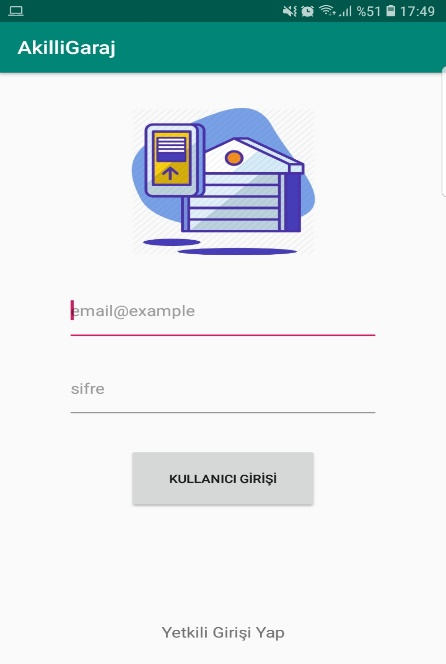 %51 17:49
AkilliGaraj
email@example
sifre
KULLANICI GİRİŞİ
Yetkili Girişi Yap